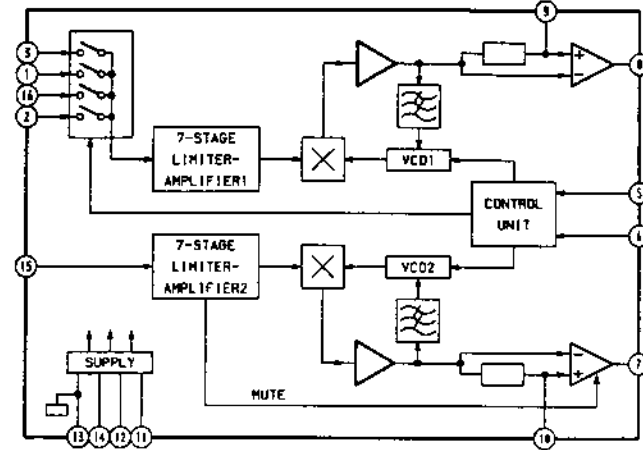 9
3
1
16
2
8
+
−
7-STAGE
LIMITER-
AMPLIFIER1
VCO1
CONTROL
UNIT
5
6
7-STAGE
LIMITER-
AMPLIFIER2
VCO2
15
SUPPLY
MUTE
−
+
7
13
14
12
11
10